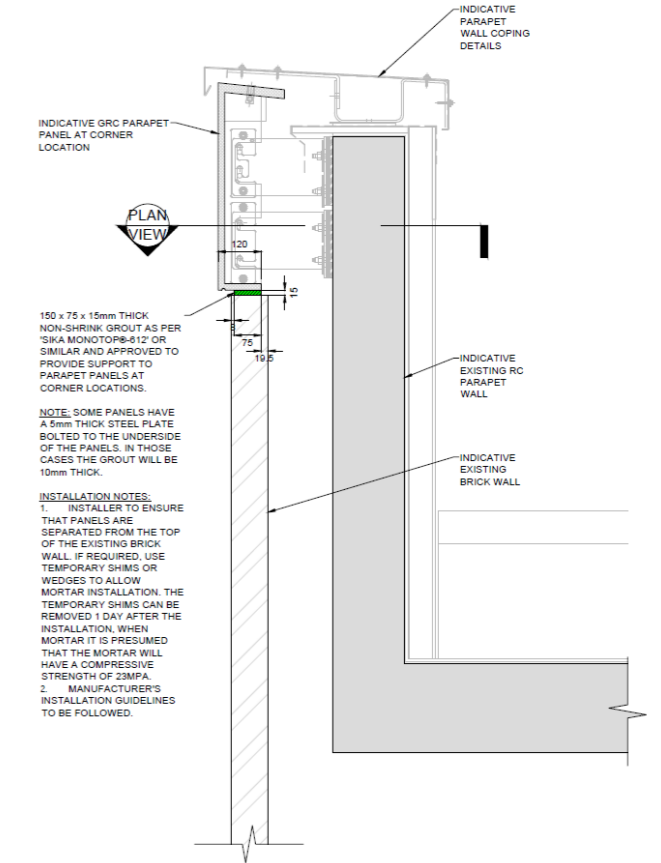 INDICATIVE
PARAPET
WALL COPING
DETAILS
INDICATIVE GRC PARAPET
PANEL AT CORNER
LOCATION
PLAN
VIEW
120
15
75
19.5
150 x 75 x 15mm THICK
NON-SHRINK GROUT AS PER
'SIKA MONOTOP®-612' OR
SIMILAR AND APPROVED TO
PROVIDE SUPPORT TO
PARAPET PANELS AT
CORNER LOCATIONS.
NOTE: SOME PANELS HAVE
A 5mm THICK STEEL PLATE
BOLTED TO THE UNDERSIDE
OF THE PANELS. IN THOSE
CASES THE GROUT WILL BE
10mm THICK.
INSTALLATION NOTES:
1. INSTALLER TO ENSURE
THAT PANELS ARE
SEPARATED FROM THE TOP
OF THE EXISTING BRICK
WALL. IF REQUIRED, USE
TEMPORARY SHIMS OR
WEDGES TO ALLOW
MORTAR INSTALLATION. THE
TEMPORARY SHIMS CAN BE
REMOVED 1 DAY AFTER THE
INSTALLATION, WHEN
MORTAR IT IS PRESUMED
THAT THE MORTAR WILL
HAVE A COMPRESSIVE
STRENGTH OF 23MPA.
2. MANUFACTURER'S
INSTALLATION GUIDELINES
TO BE FOLLOWED.
INDICATIVE
EXISTING RC
PARAPET
WALL
INDICATIVE
EXISTING
BRICK WALL